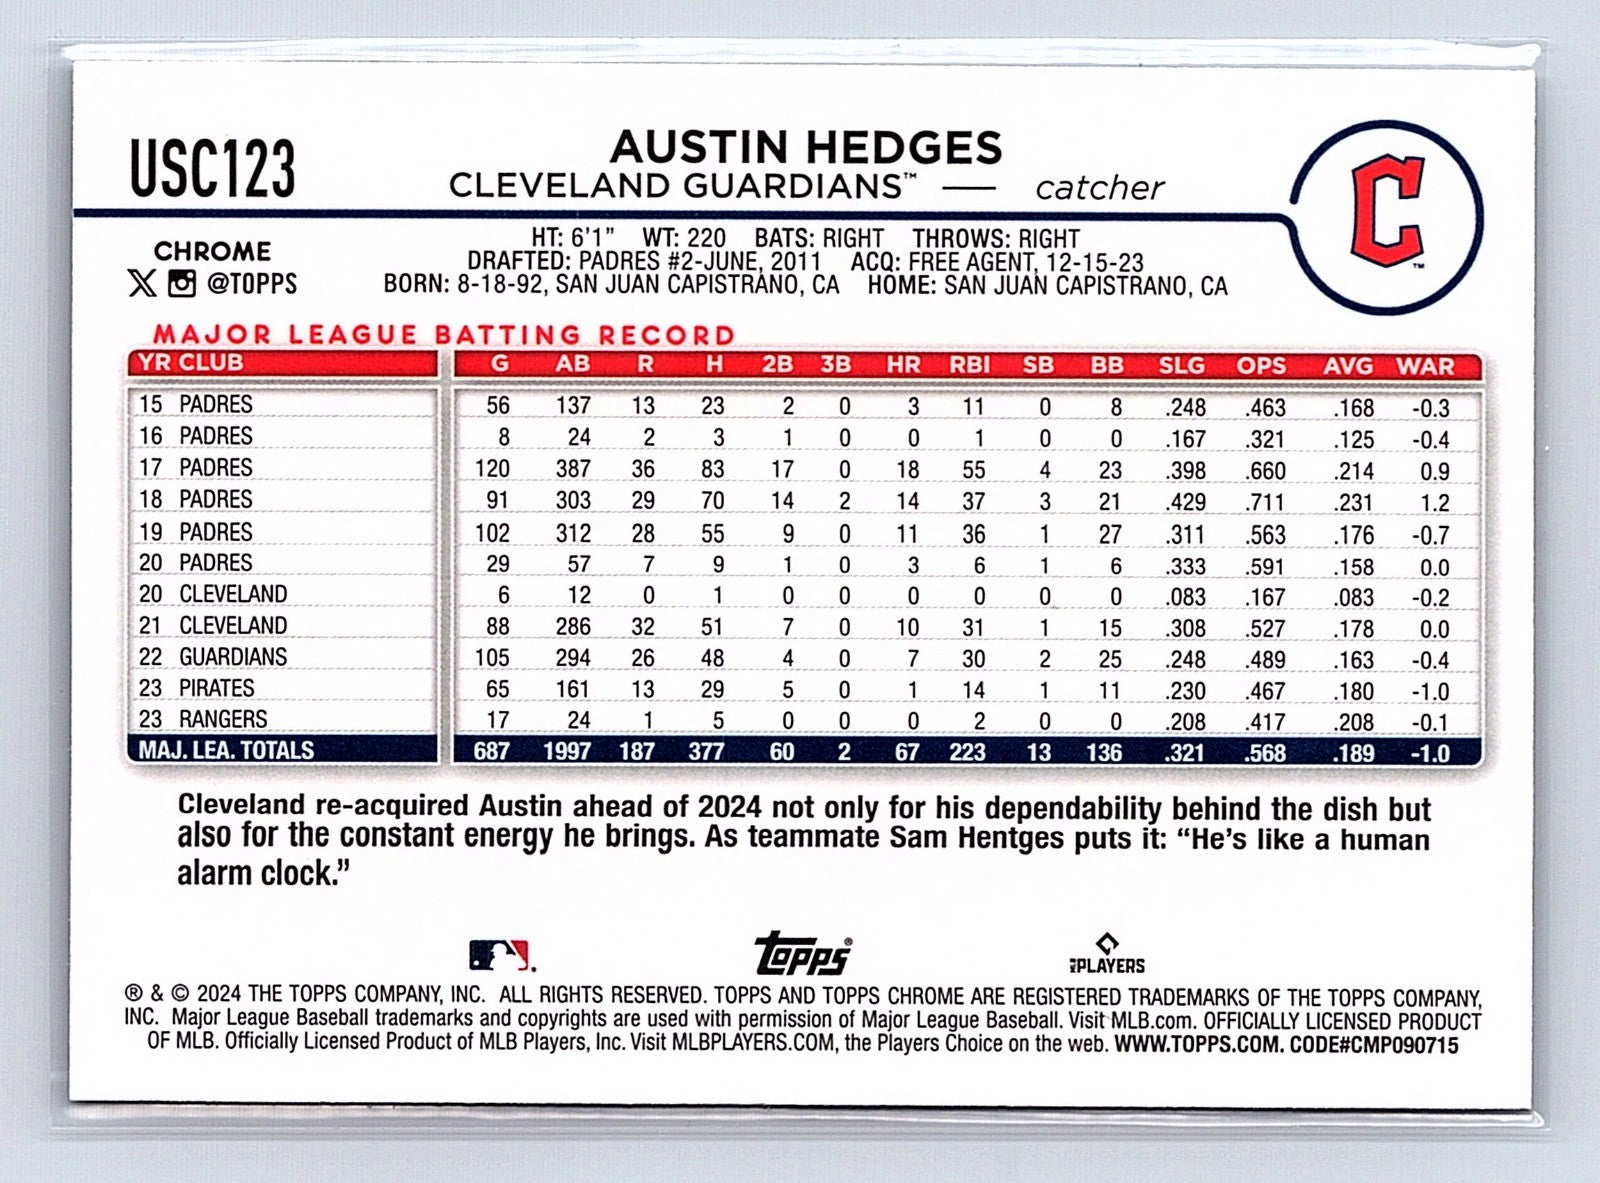 USC123
AUSTIN HEDGES
CLEVELAND GUARDIANS™ — catcher
C™
CHROME
X @TOPPS
HT: 6'1" WT: 220 BATS: RIGHT THROWS: RIGHT
DRAFTED: PADRES #2-JUNE, 2011 ACQ: FREE AGENT, 12-15-23
BORN: 8-18-92, SAN JUAN CAPISTRANO, CA HOME: SAN JUAN CAPISTRANO, CA
MAJOR LEAGUE BATTING RECORD
YR CLUB G AB R H 2B 3B HR RBI SB BB SLG OPS AVG WAR
15 PADRES 56 137 13 23 2 0 3 11 0 8 .248 .463 .168 -0.3
16 PADRES 8 24 2 3 1 0 0 1 0 0 .167 .321 .125 -0.4
17 PADRES 120 387 36 83 17 0 18 55 4 23 .398 .660 .214 0.9
18 PADRES 91 303 29 70 14 2 14 37 3 21 .429 .711 .231 1.2
19 PADRES 102 312 28 55 9 0 11 36 1 27 .311 .563 .176 -0.7
20 PADRES 29 57 7 9 1 0 3 6 1 6 .333 .591 .158 0.0
20 CLEVELAND 6 12 0 1 0 0 0 0 0 0 .083 .167 .083 -0.2
21 CLEVELAND 88 286 32 51 7 0 10 31 1 15 .308 .527 .178 0.0
22 GUARDIANS 105 294 26 48 4 0 7 30 2 25 .248 .489 .163 -0.4
23 PIRATES 65 161 13 29 5 0 1 14 1 11 .230 .467 .180 -1.0
23 RANGERS 17 24 1 5 0 0 0 2 0 0 .208 .417 .208 -0.1
MAJ. LEA. TOTALS 687 1997 187 377 60 2 67 223 13 136 .321 .568 .189 -1.0
Cleveland re-acquired Austin ahead of 2024 not only for his dependability behind the dish but
also for the constant energy he brings. As teammate Sam Hentges puts it: “He’s like a human
alarm clock.”
topps® MLBPLAYERS
® & © 2024 THE TOPPS COMPANY, INC. ALL RIGHTS RESERVED. TOPPS AND TOPPS CHROME ARE REGISTERED TRADEMARKS OF THE TOPPS COMPANY,
INC. Major League Baseball trademarks and copyrights are used with permission of Major League Baseball. Visit MLB.com. OFFICIALLY LICENSED PRODUCT
OF MLB. Officially Licensed Product of MLB Players, Inc. Visit MLBPLAYERS.COM, the Players Choice on the web. WWW.TOPPS.COM. CODE#CMP090715